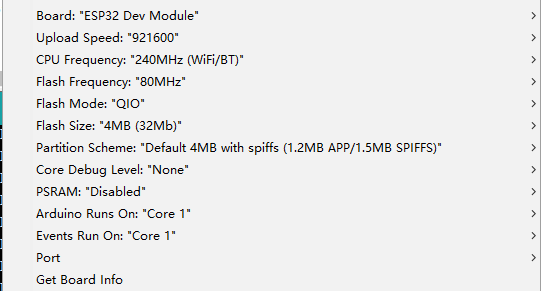 Board: "ESP32 Dev Module"
Upload Speed: "921600"
CPU Frequency: "240MHz (WiFi/BT)"
Flash Frequency: "80MHz"
Flash Mode: "QIO"
Flash Size: "4MB (32Mb)"
Partition Scheme: "Default 4MB with spiffs (1.2MB APP/1.5MB SPIFFS)"
Core Debug Level: "None"
PSRAM: "Disabled"
Arduino Runs On: "Core 1"
Events Run On: "Core 1"
Port
Get Board Info